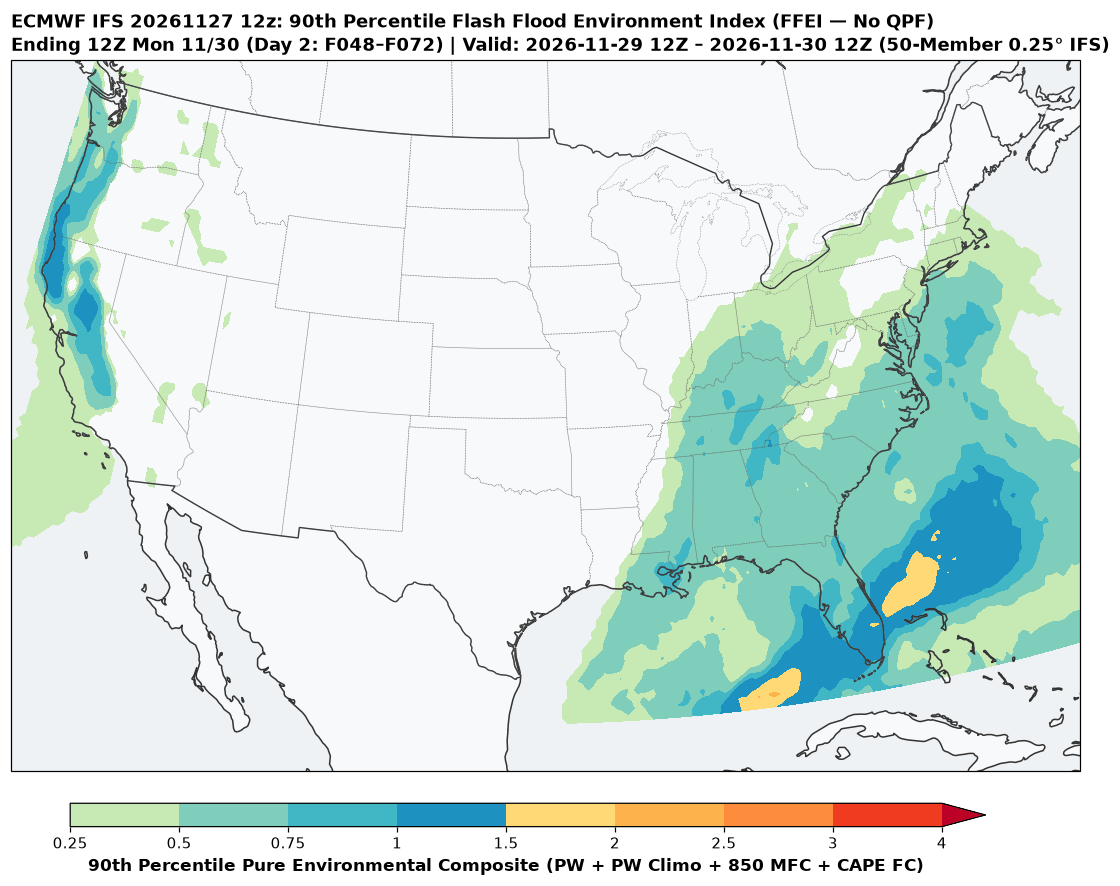 ECMWF IFS 20261127 12z: 90th Percentile Flash Flood Environment Index (FFEI — No QPF)
Ending 12Z Mon 11/30 (Day 2: F048–F072) | Valid: 2026-11-29 12Z – 2026-11-30 12Z (50-Member 0.25° IFS)
0.25 0.5 0.75 1 1.5 2 2.5 3 4
90th Percentile Pure Environmental Composite (PW + PW Climo + 850 MFC + CAPE FC)